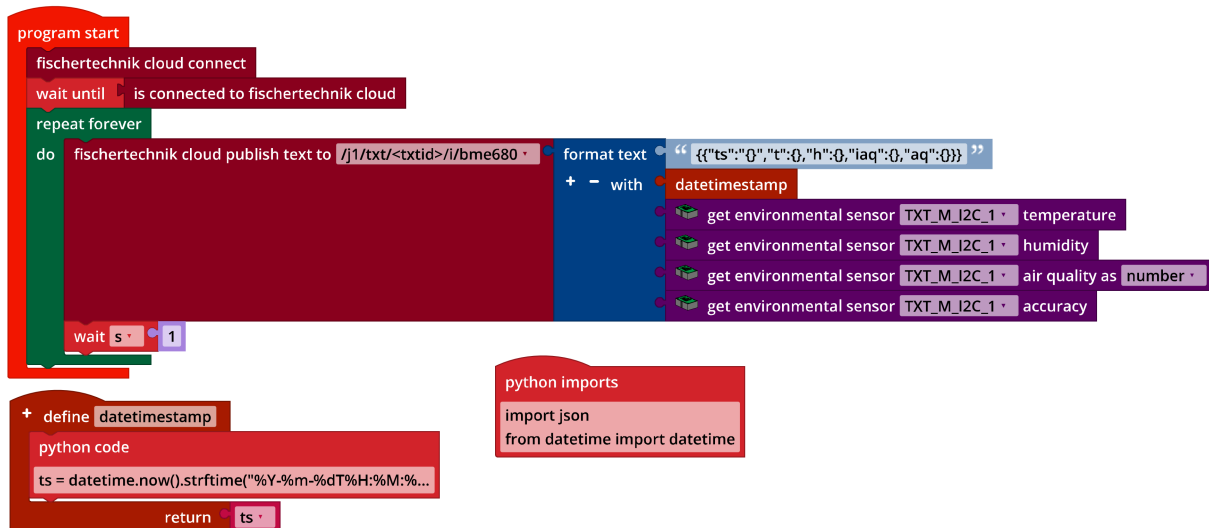 program start
fischertechnik cloud connect
wait until is connected to fischertechnik cloud
repeat forever
do fischertechnik cloud publish text to /j1/txt/<txtid>/i/bme680 format text “ {{"ts":"{}","t":{},"h":{},"iaq":{},"aq":{}}} ”
+ − with datetimestamp
get environmental sensor TXT_M_I2C_1 temperature
get environmental sensor TXT_M_I2C_1 humidity
get environmental sensor TXT_M_I2C_1 air quality as number
get environmental sensor TXT_M_I2C_1 accuracy
wait s 1
python imports
import json
from datetime import datetime
+ define datetimestamp
python code
ts = datetime.now().strftime("%Y-%m-%dT%H:%M:%...
return ts